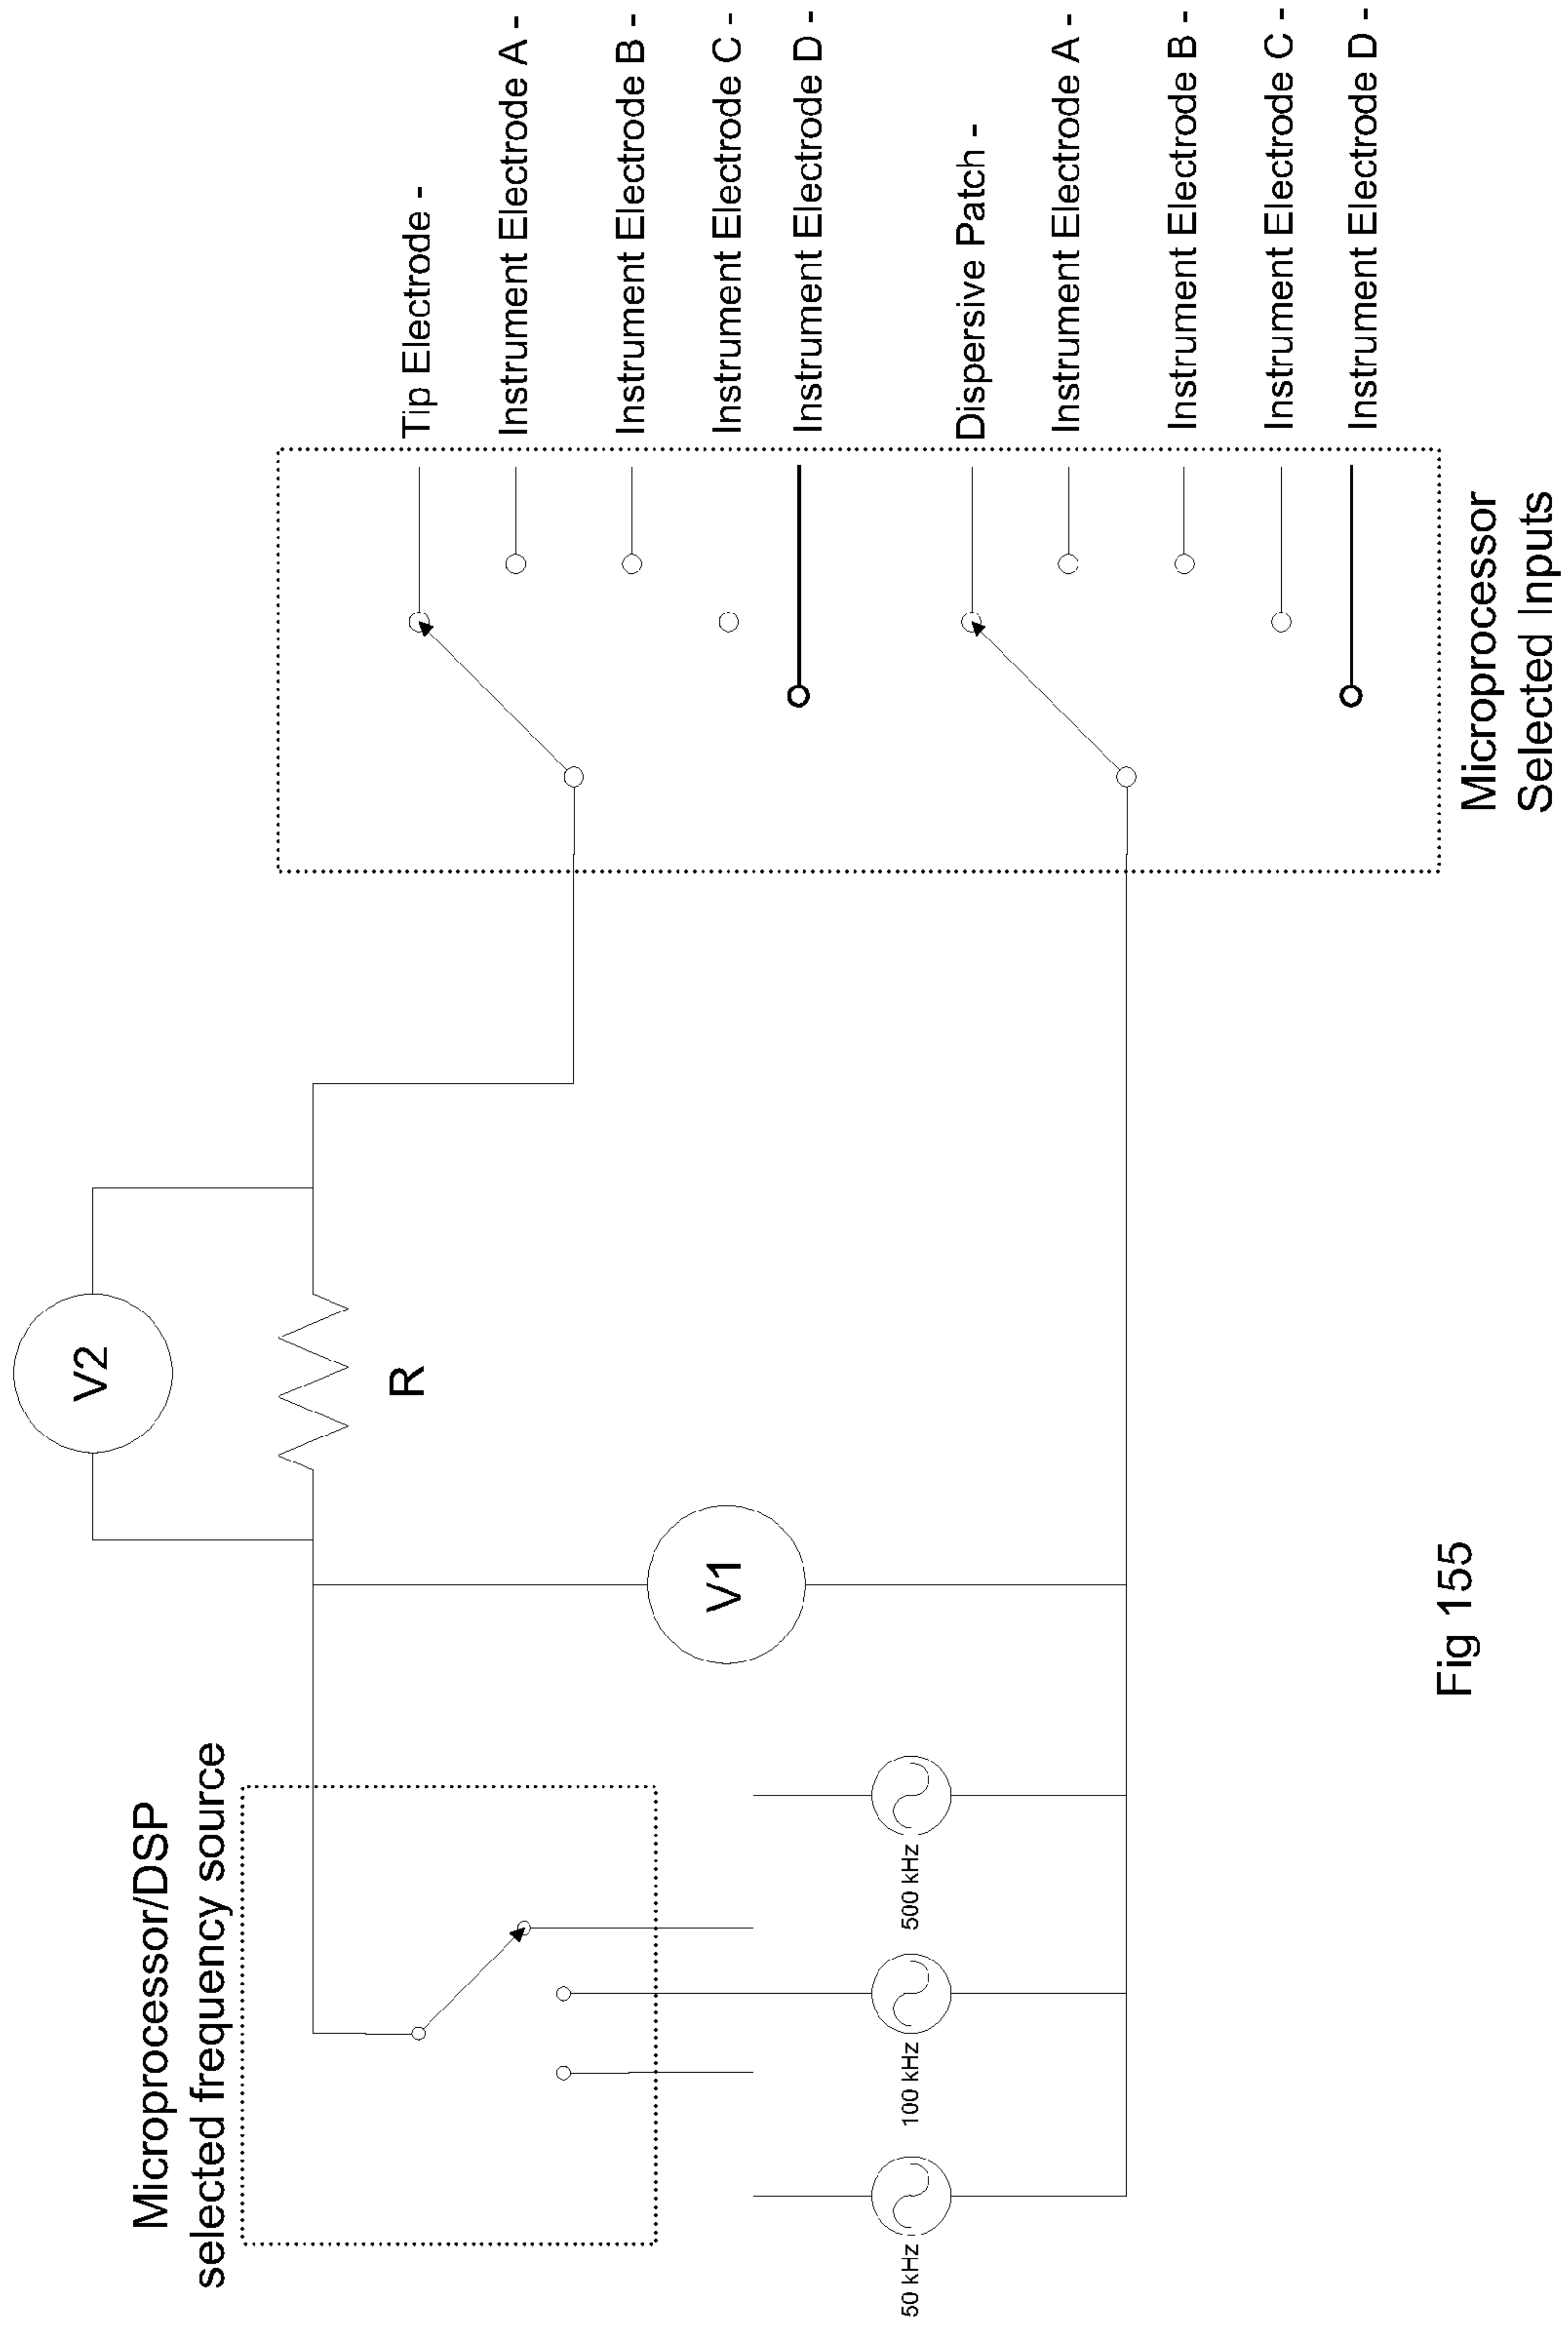 Microprocessor/DSP
selected frequency source
V2
R
V1
50 kHz
100 kHz
500 kHz
Tip Electrode -
Instrument Electrode A -
Instrument Electrode B -
Instrument Electrode C -
Instrument Electrode D -
Dispersive Patch -
Instrument Electrode A -
Instrument Electrode B -
Instrument Electrode C -
Instrument Electrode D -
Microprocessor
Selected Inputs
Fig 155